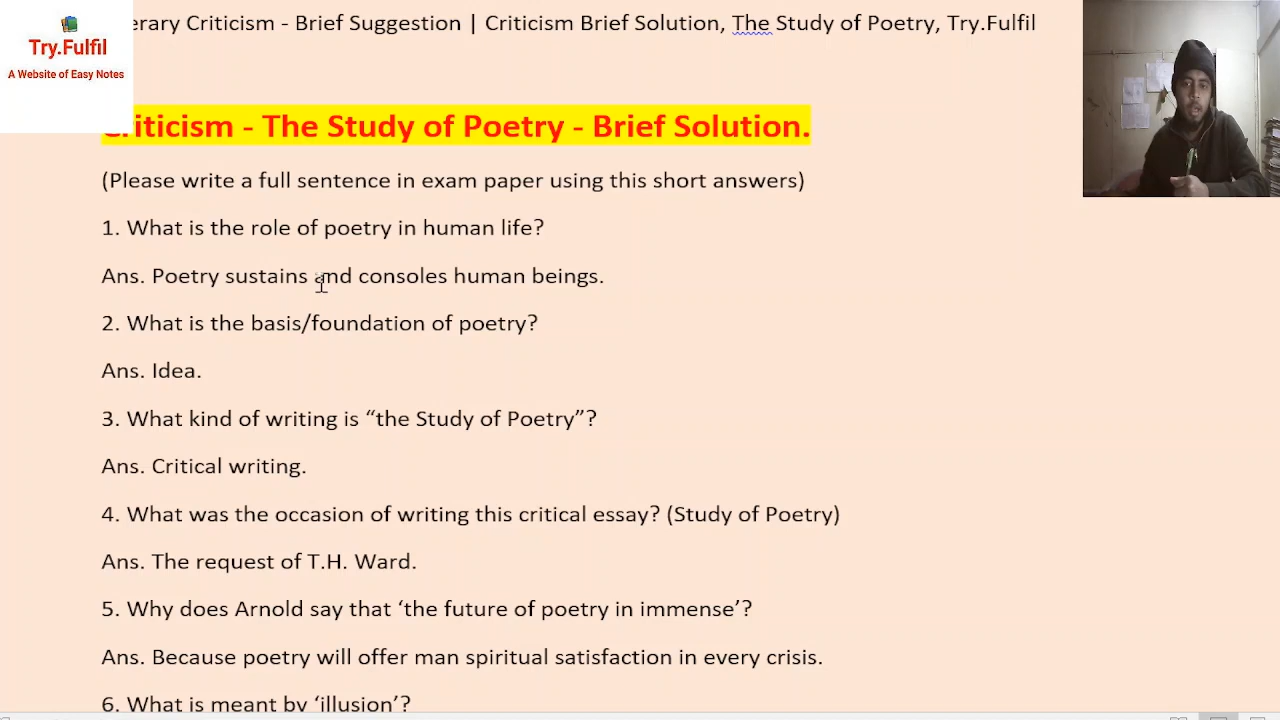 Try.Fulfil
A Website of Easy Notes
erary Criticism - Brief Suggestion | Criticism Brief Solution, The Study of Poetry, Try.Fulfil
Criticism - The Study of Poetry - Brief Solution.
(Please write a full sentence in exam paper using this short answers)
1. What is the role of poetry in human life?
Ans. Poetry sustains and consoles human beings.
2. What is the basis/foundation of poetry?
Ans. Idea.
3. What kind of writing is “the Study of Poetry”?
Ans. Critical writing.
4. What was the occasion of writing this critical essay? (Study of Poetry)
Ans. The request of T.H. Ward.
5. Why does Arnold say that ‘the future of poetry in immense’?
Ans. Because poetry will offer man spiritual satisfaction in every crisis.
6. What is meant by ‘illusion’?